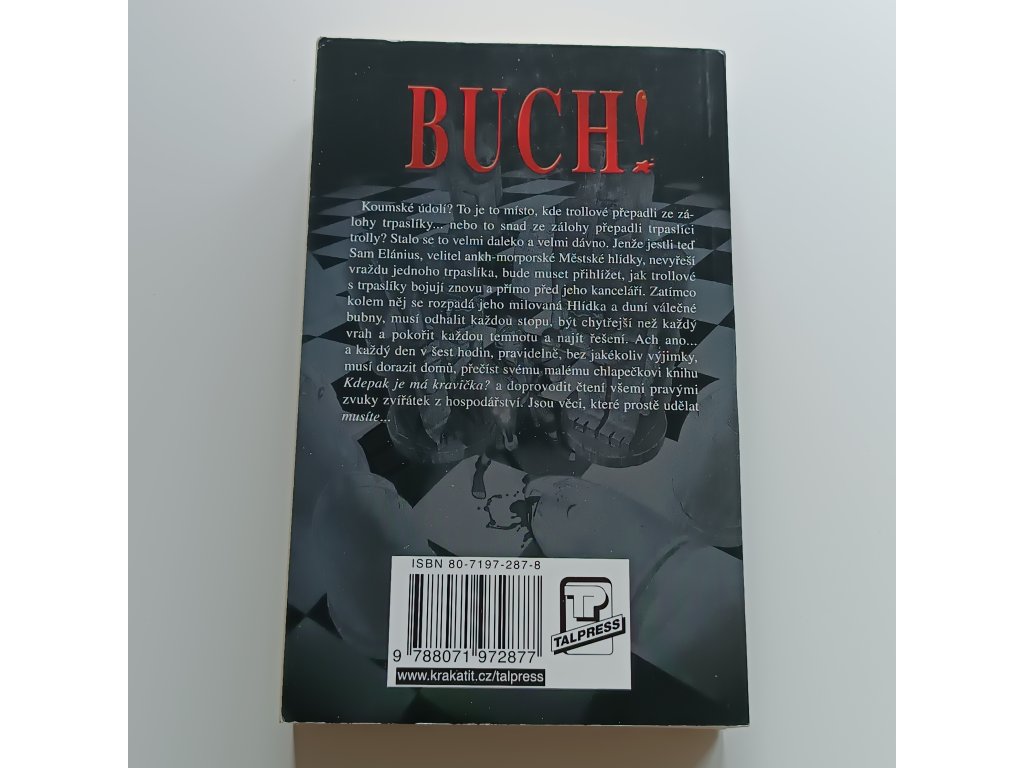 BUCH!
Koumské údolí? To je to místo, kde trollové přepadli ze zá-
lohy trpaslíky... nebo to snad ze zálohy přepadli trpaslíci
trolly? Stalo se to velmi daleko a velmi dávno. Jenže jestli teď
Sam Elánius, velitel ankh-morporské Městské hlídky, nevyřeší
vraždu jednoho trpaslíka, bude muset přihlížet, jak trollové
s trpaslíky bojují znovu a přímo před jeho kanceláří. Zatímco
kolem něj se rozpadá jeho milovaná Hlídka a duní válečné
bubny, musí odhalit každou stopu, být chytřejší než každý
vrah a pokořit každou temnotu a najít řešení. Ach ano...
a každý den v šest hodin, pravidelně, bez jakékoliv výjimky,
musí dorazit domů, přečíst svému malému chlapečkovi knihu
Kdepak je má kravička? a doprovodit čtení všemi pravými
zvuky zvířátek z hospodářství. Jsou věci, které prostě udělat
musíte...
ISBN 80-7197-287-8
9 788071 972877
www.krakatit.cz/talpress
TP
TALPRESS